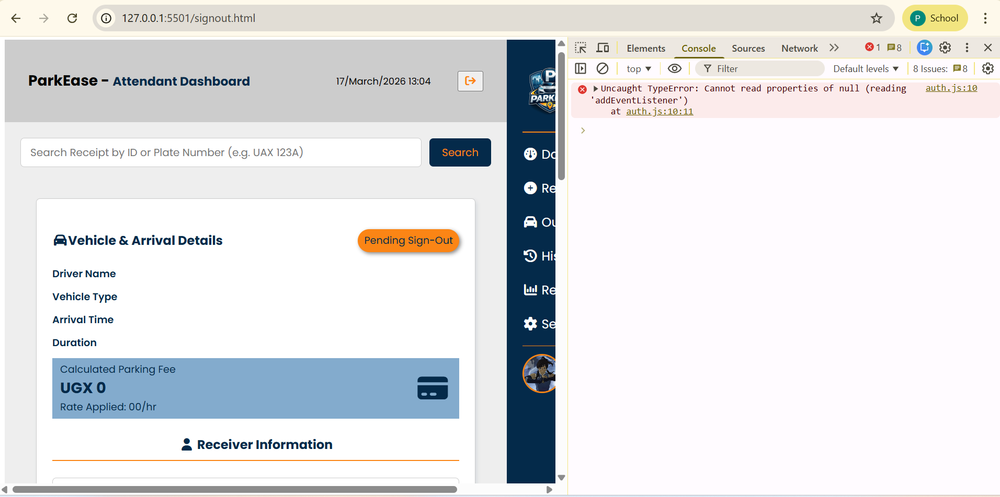 127.0.0.1:5501/signout.html
P School
ParkEase - Attendant Dashboard
17/March/2026 13:04
Search Receipt by ID or Plate Number (e.g. UAX 123A)
Search
Vehicle & Arrival Details
Pending Sign-Out
Driver Name
Vehicle Type
Arrival Time
Duration
Calculated Parking Fee
UGX 0
Rate Applied: 00/hr
Receiver Information
P
PARK
Da
Re
Ou
His
Re
Se
Elements Console Sources Network 1 8
top Filter Default levels 8 Issues: 8
Uncaught TypeError: Cannot read properties of null (reading auth.js:10
'addEventListener')
at auth.js:10:11